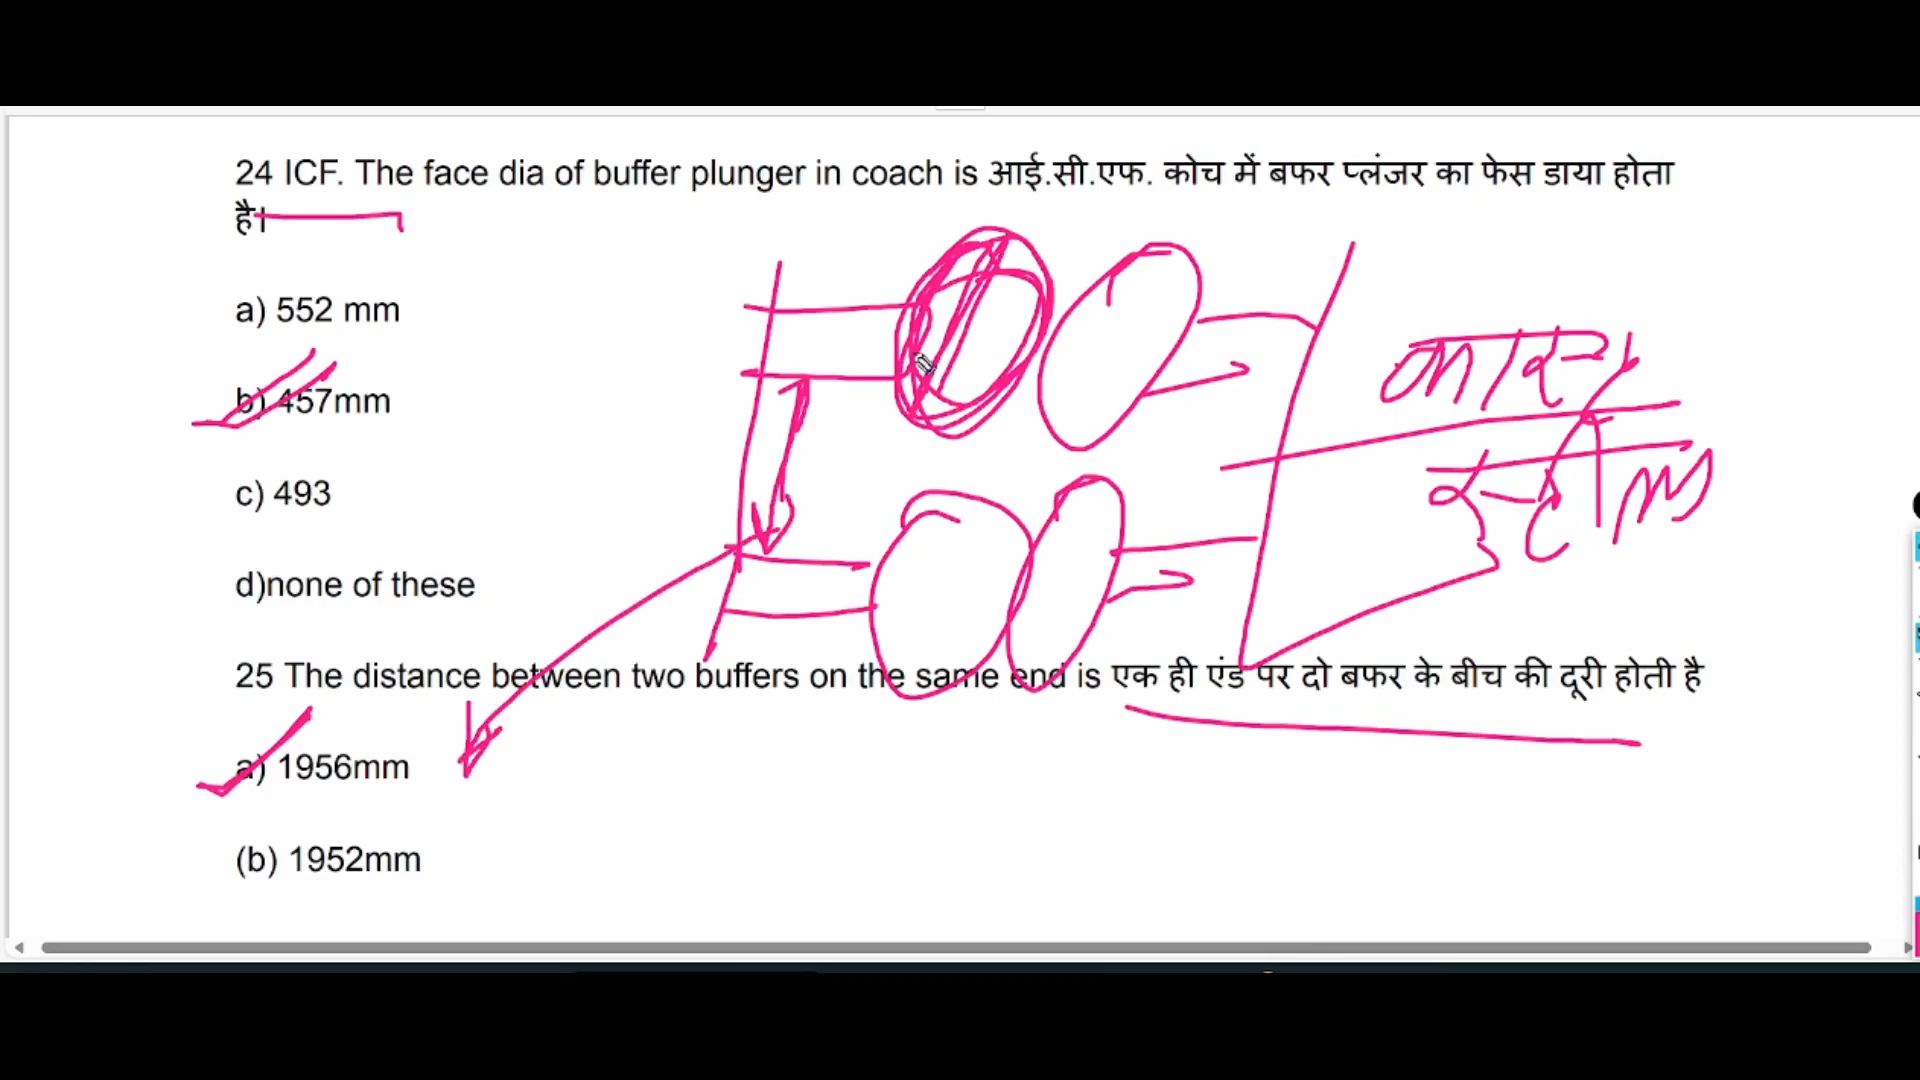 24 ICF. The face dia of buffer plunger in coach is आई.सी.एफ. कोच में बफर प्लंजर का फेस डाया होता
है।
a) 552 mm
b) 457mm
c) 493
d)none of these
25 The distance between two buffers on the same end is एक ही एंड पर दो बफर के बीच की दूरी होती है
a) 1956mm
(b) 1952mm